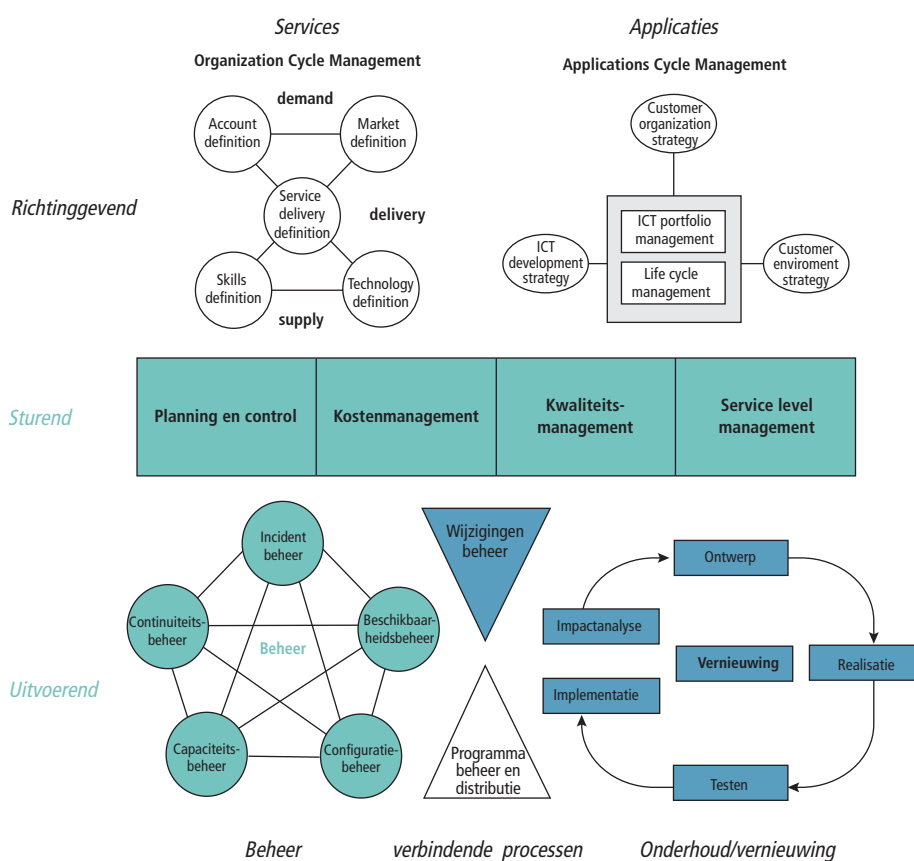 Services
Applicaties
Organization Cycle Management
Applications Cycle Management
demand
Account
definition
Market
definition
Customer
organization
strategy
Richtinggevend
Service
delivery
definition
delivery
ICT portfolio
management
ICT
development
strategy
Life cycle
management
Customer
enviroment
strategy
Skills
definition
Technology
definition
supply
Sturend
Planning en control
Kostenmanagement
Kwaliteits-
management
Service level
management
Incident
beheer
Wijzigingen
beheer
Ontwerp
Continuiteits-
beheer
Beschikbaar-
heidsbeheer
Beheer
Impactanalyse
Vernieuwing
Realisatie
Uitvoerend
Implementatie
Capaciteits-
beheer
Configuratie-
beheer
Programma
beheer en
distributie
Testen
Beheer
verbindende processen
Onderhoud/vernieuwing